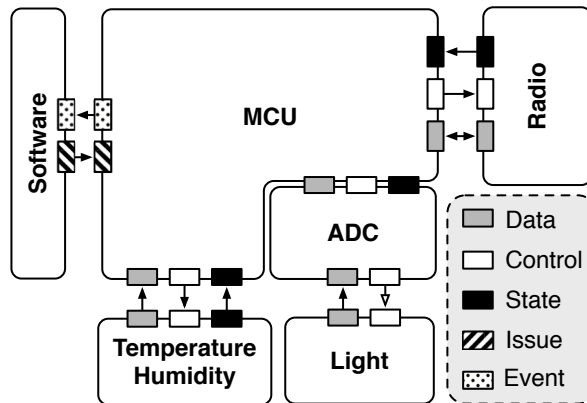 Software
MCU
Radio
ADC
Temperature
Humidity
Light
Data
Control
State
Issue
Event